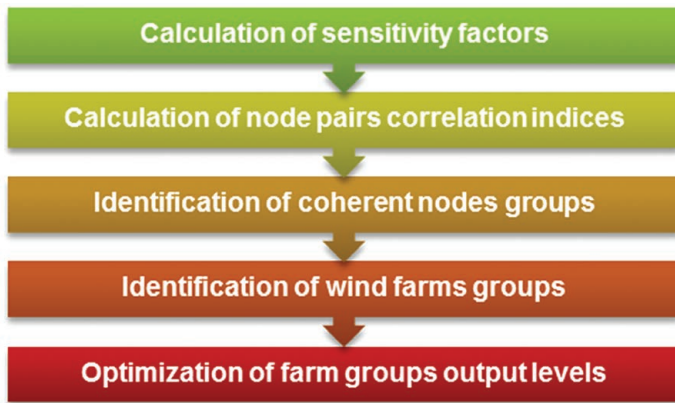 Calculation of sensitivity factors
Calculation of node pairs correlation indices
Identification of coherent nodes groups
Identification of wind farms groups
Optimization of farm groups output levels